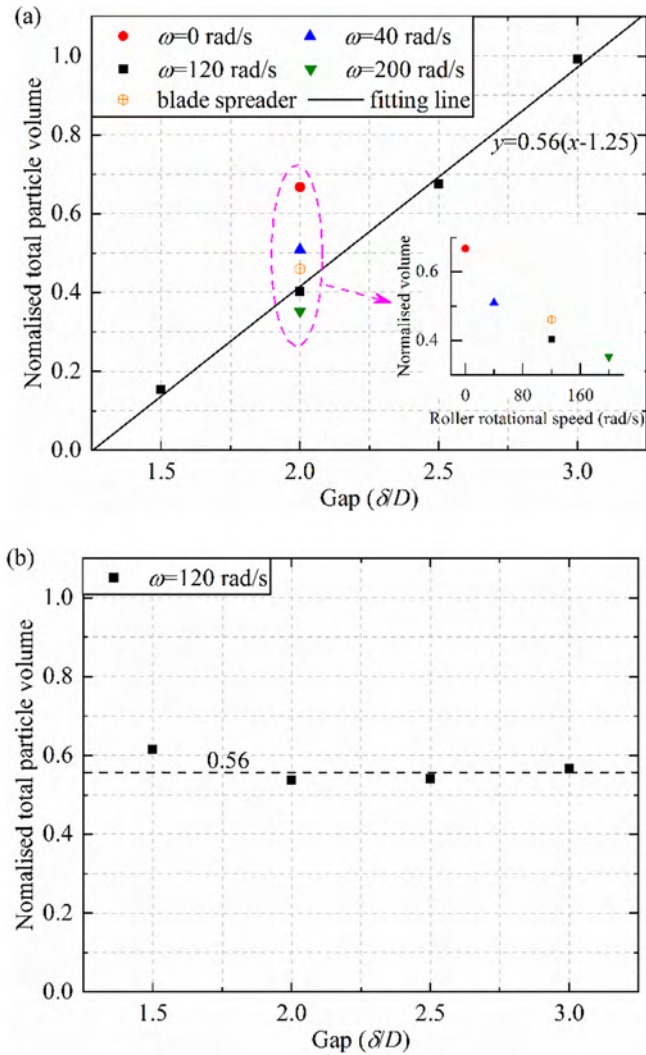 (a)
ω=0 rad/s ω=40 rad/s
ω=120 rad/s ω=200 rad/s
blade spreader fitting line
y=0.56(x-1.25)
Nomalised total particle volume
1.0
0.8
0.6
0.4
0.2
0.0
1.5 2.0 2.5 3.0
Gap (δ/D)
Normalised volume
0.6
0.4
0 80 160
Roller rotational speed (rad/s)
(b)
ω=120 rad/s
0.56
Nomalised total particle volume
1.0
0.8
0.6
0.4
0.2
0.0
1.5 2.0 2.5 3.0
Gap (δ/D)